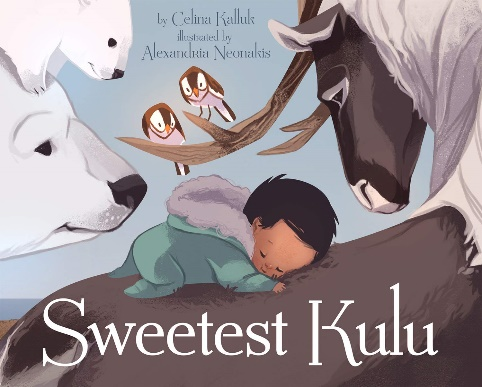 by Celina Kalluk
illustrated by
Alexandria Neonakis
Sweetest Kulu